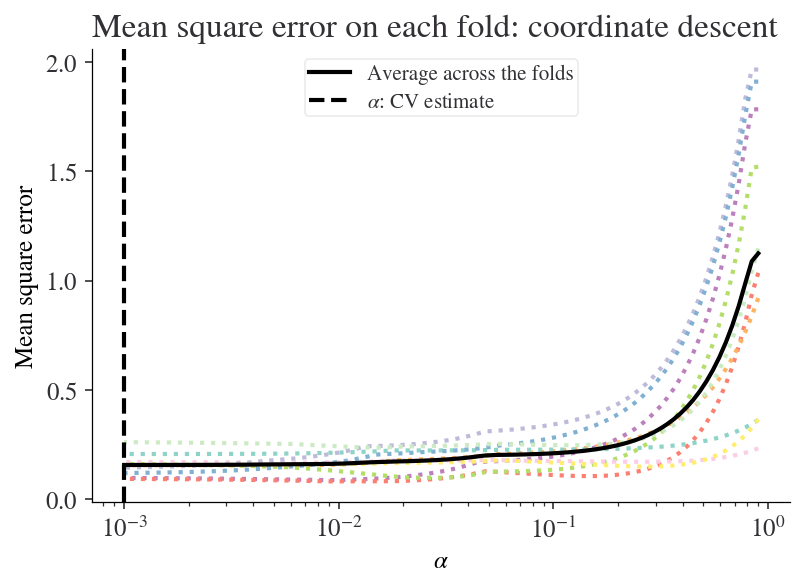 Mean square error on each fold: coordinate descent
Average across the folds
α: CV estimate
Mean square error
2.0
1.5
1.0
0.5
0.0
10⁻³
10⁻²
10⁻¹
10⁰
α